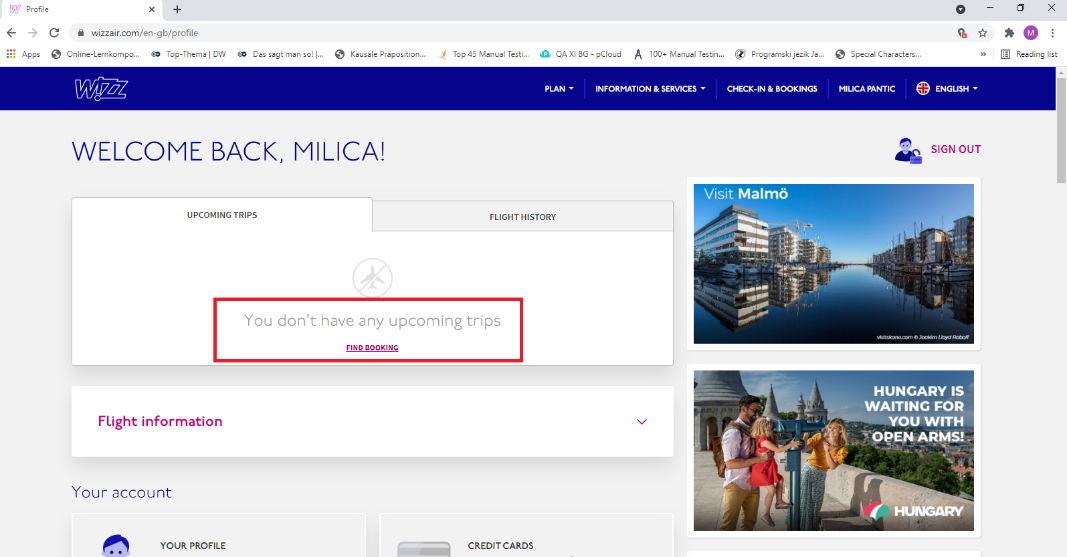 Profile
wizzair.com/en-gb/profile
M
Apps
Online-Lernkompo...
Top-Thema | DW
Das sagt man so! |...
Kausale Präposition...
Top 45 Manual Testi...
QA XI BG - pCloud
100+ Manual Testin...
Programski jezik Ja...
Special Characters...
»
Reading list
WIZZ
PLAN
INFORMATION & SERVICES
CHECK-IN & BOOKINGS
MILICA PANTIC
ENGLISH
WELCOME BACK, MILICA!
SIGN OUT
UPCOMING TRIPS
FLIGHT HISTORY
You don't have any upcoming trips
FIND BOOKING
Visit Malmö
Flight information
HUNGARY IS
WAITING FOR
YOU WITH
OPEN ARMS!
HUNGARY
Your account
YOUR PROFILE
CREDIT CARDS